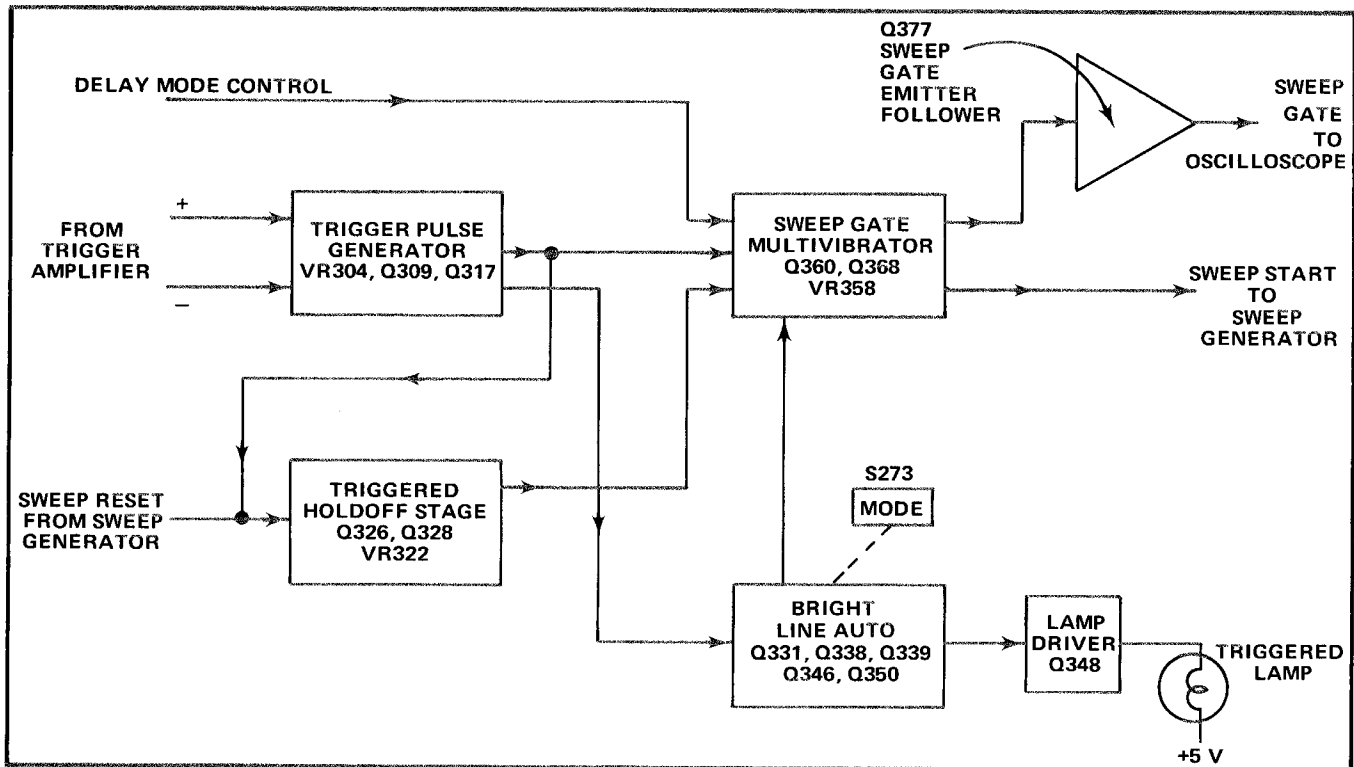 Q377
SWEEP
GATE
EMITTER
FOLLOWER
DELAY MODE CONTROL
SWEEP
GATE
TO
OSCILLOSCOPE
+
FROM
TRIGGER
AMPLIFIER
−
TRIGGER PULSE
GENERATOR
VR304, Q309, Q317
SWEEP GATE
MULTIVIBRATOR
Q360, Q368
VR358
SWEEP START
TO
SWEEP
GENERATOR
SWEEP RESET
FROM SWEEP
GENERATOR
TRIGGERED
HOLDOFF STAGE
Q326, Q328
VR322
S273
MODE
BRIGHT
LINE AUTO
Q331, Q338, Q339
Q346, Q350
LAMP
DRIVER
Q348
TRIGGERED
LAMP
+5 V